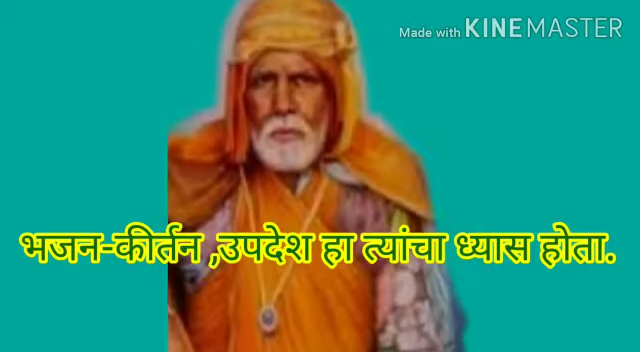 Made with KINEMASTER
भजन-कीर्तन ,उपदेश हा त्यांचा ध्यास होता.